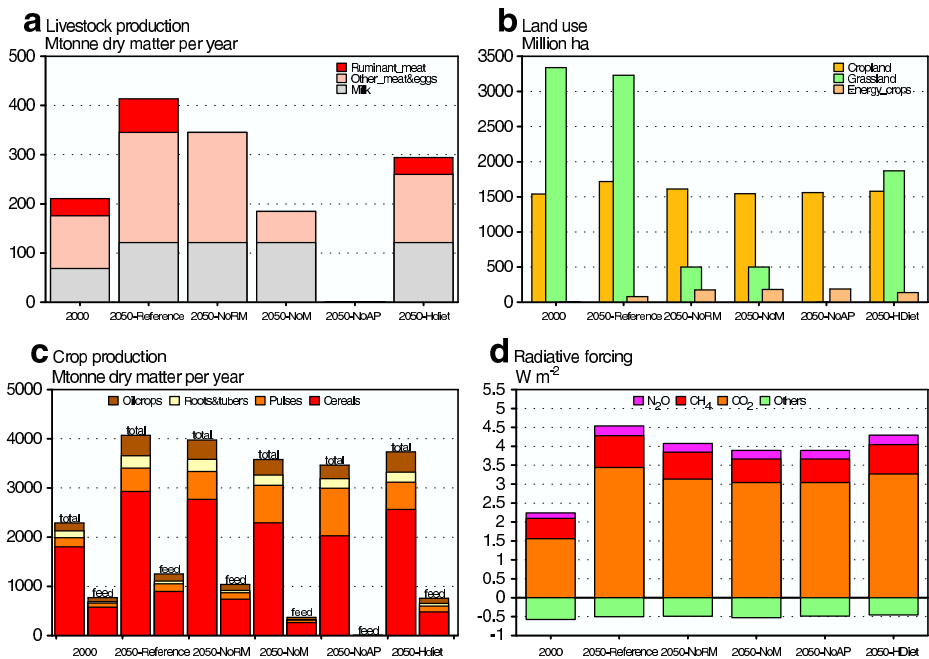 a Livestock production
Mtonne dry matter per year
500
400
300
200
100
0
Ruminant_meat
Other_meat&eggs
Milk
2000 2050-Reference 2050-NoRM 2050-NoM 2050-NoAP 2050-Hdiet
b Land use
Million ha
3500
3000
2500
2000
1500
1000
500
0
Cropland
Grassland
Energy_crops
2000 2050-Reference 2050-NoRM 2050-NoM 2050-NoAP 2050-HDiet
c Crop production
Mtonne dry matter per year
5000
4000
3000
2000
1000
0
Oilcrops Roots&tubers Pulses Cereals
total feed total feed total feed total feed total feed total feed
2000 2050-Reference 2050-NoRM 2050-NoM 2050-NoAP 2050-Hdiet
d Radiative forcing
W m-2
5.5
5
4.5
4
3.5
3
2.5
2
1.5
1
0.5
0
-0.5
-1
N2O CH4 CO2 Others
2000 2050-Reference 2050-NoRM 2050-NoM 2050-NoAP 2050-HDiet